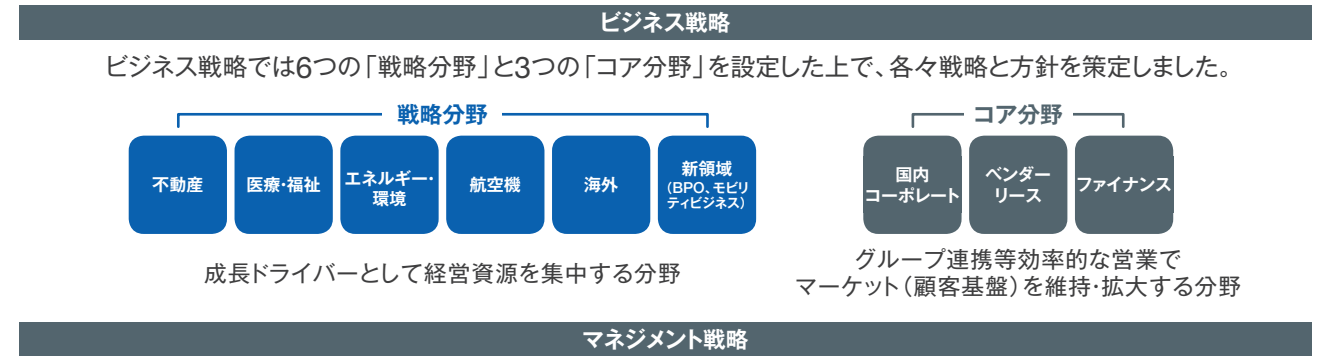 ビジネス戦略
ビジネス戦略では6つの「戦略分野」と3つの「コア分野」を設定した上で、各々戦略と方針を策定しました。
戦略分野
不動産
医療・福祉
エネルギー・
環境
航空機
海外
新領域
(BPO、モビリ
ティビジネス)
成長ドライバーとして経営資源を集中する分野
コア分野
国内
コーポレート
ベンダー
リース
ファイナンス
グループ連携等効率的な営業で
マーケット(顧客基盤)を維持・拡大する分野
マネジメント戦略